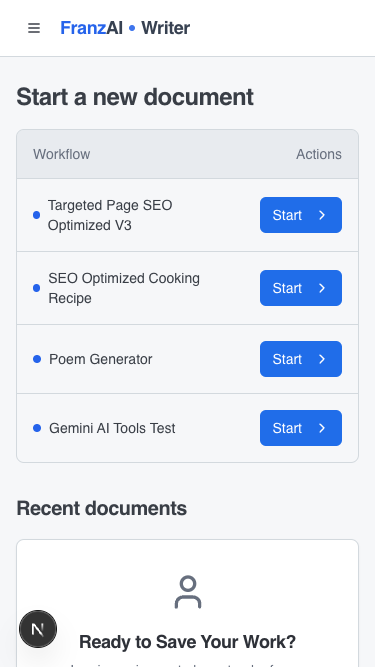 FranzAI • Writer
Start a new document
Workflow Actions
Targeted Page SEO
Optimized V3
Start
SEO Optimized Cooking
Recipe
Start
Poem Generator
Start
Gemini AI Tools Test
Start
Recent documents
N
Ready to Save Your Work?